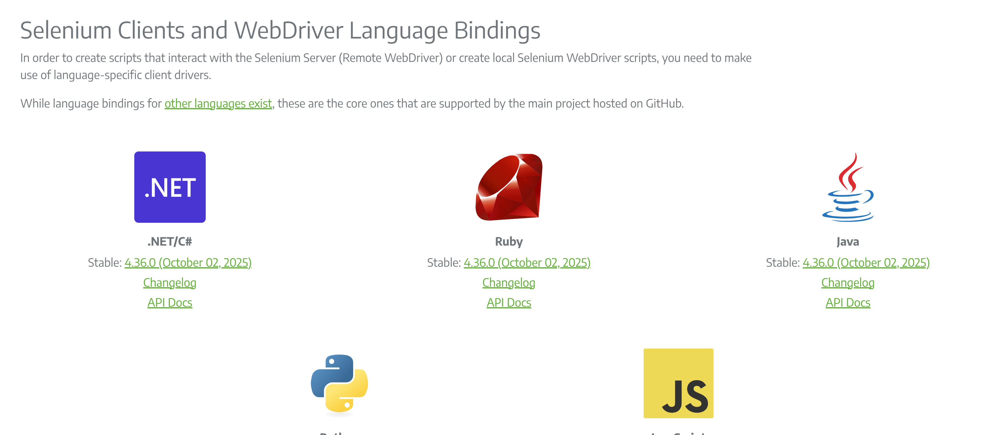 Selenium Clients and WebDriver Language Bindings
In order to create scripts that interact with the Selenium Server (Remote WebDriver) or create local Selenium WebDriver scripts, you need to make
use of language-specific client drivers.
While language bindings for other languages exist, these are the core ones that are supported by the main project hosted on GitHub.
.NET
.NET/C# Ruby Java
Stable: 4.36.0 (October 02, 2025) Stable: 4.36.0 (October 02, 2025) Stable: 4.36.0 (October 02, 2025)
Changelog Changelog Changelog
API Docs API Docs API Docs
JS